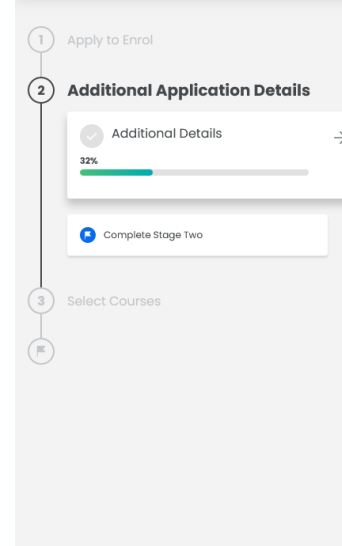 1 Apply to Enrol
2 Additional Application Details
Additional Details
32%
Complete Stage Two
3 Select Courses